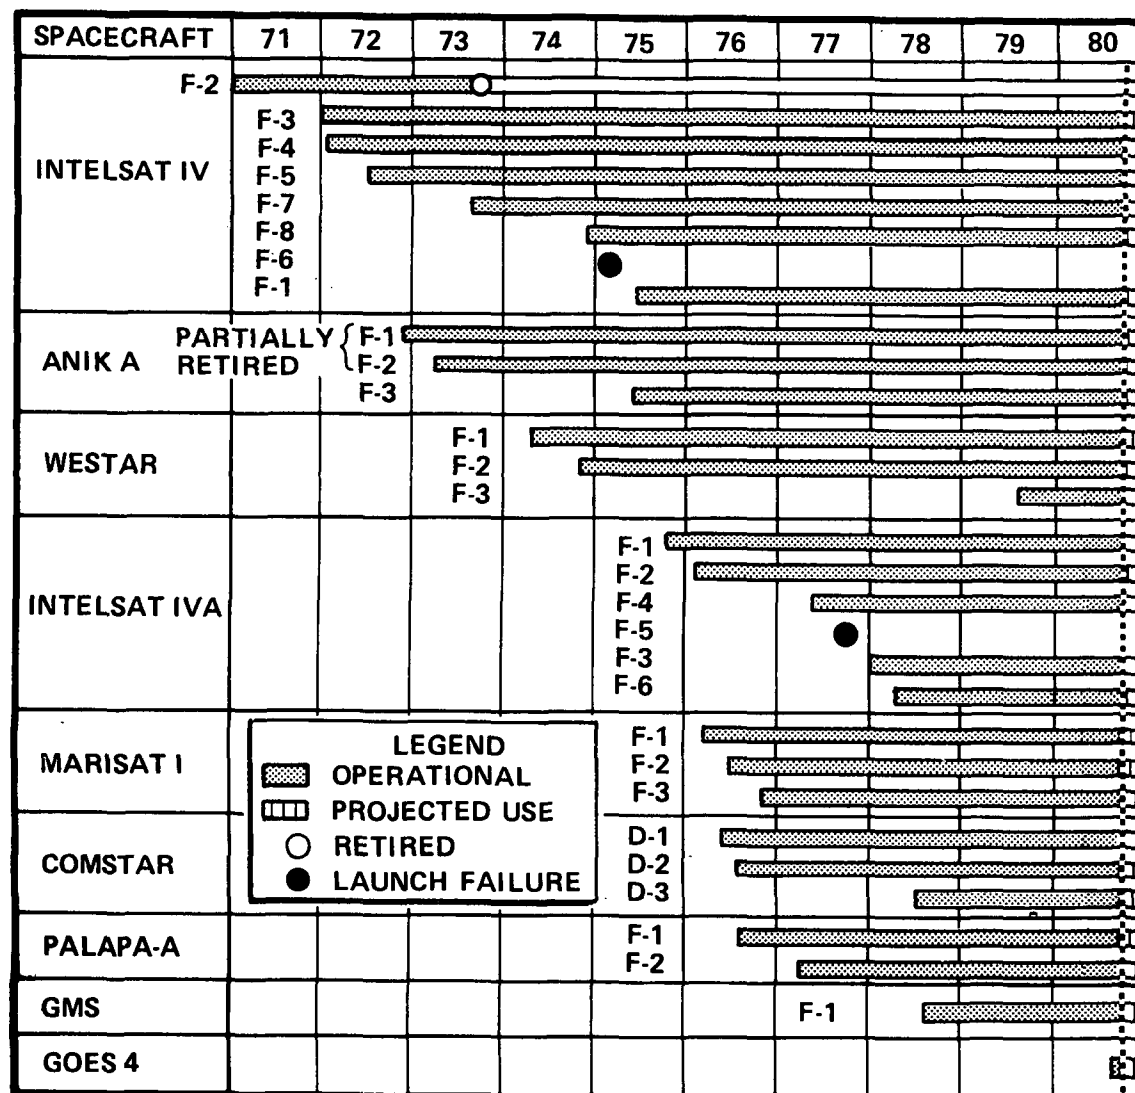 SPACECRAFT 71 72 73 74 75 76 77 78 79 80
F-2
INTELSAT IV
F-3
F-4
F-5
F-7
F-8
F-6
F-1
ANIK A
PARTIALLY { F-1
RETIRED F-2
F-3
WESTAR
F-1
F-2
F-3
INTELSAT IVA
F-1
F-2
F-4
F-5
F-3
F-6
MARISAT I
F-1
F-2
F-3
LEGEND
OPERATIONAL
PROJECTED USE
RETIRED
LAUNCH FAILURE
COMSTAR
D-1
D-2
D-3
PALAPA-A
F-1
F-2
GMS
F-1
GOES 4